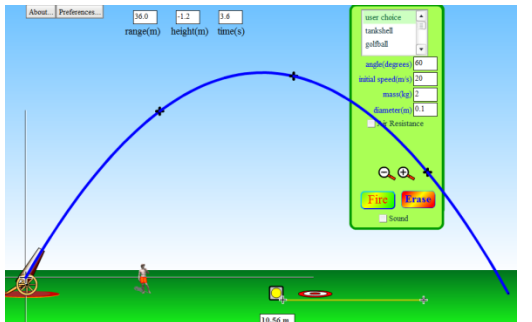 About... Preferences...
36.0 -1.2 3.6
range(m) height(m) time(s)
user choice
tankshell
golfball
angle(degrees) 60
initial speed(m/s) 20
mass(kg) 2
diameter(m) 0.1
Air Resistance
Fire Erase
Sound
10.56 m